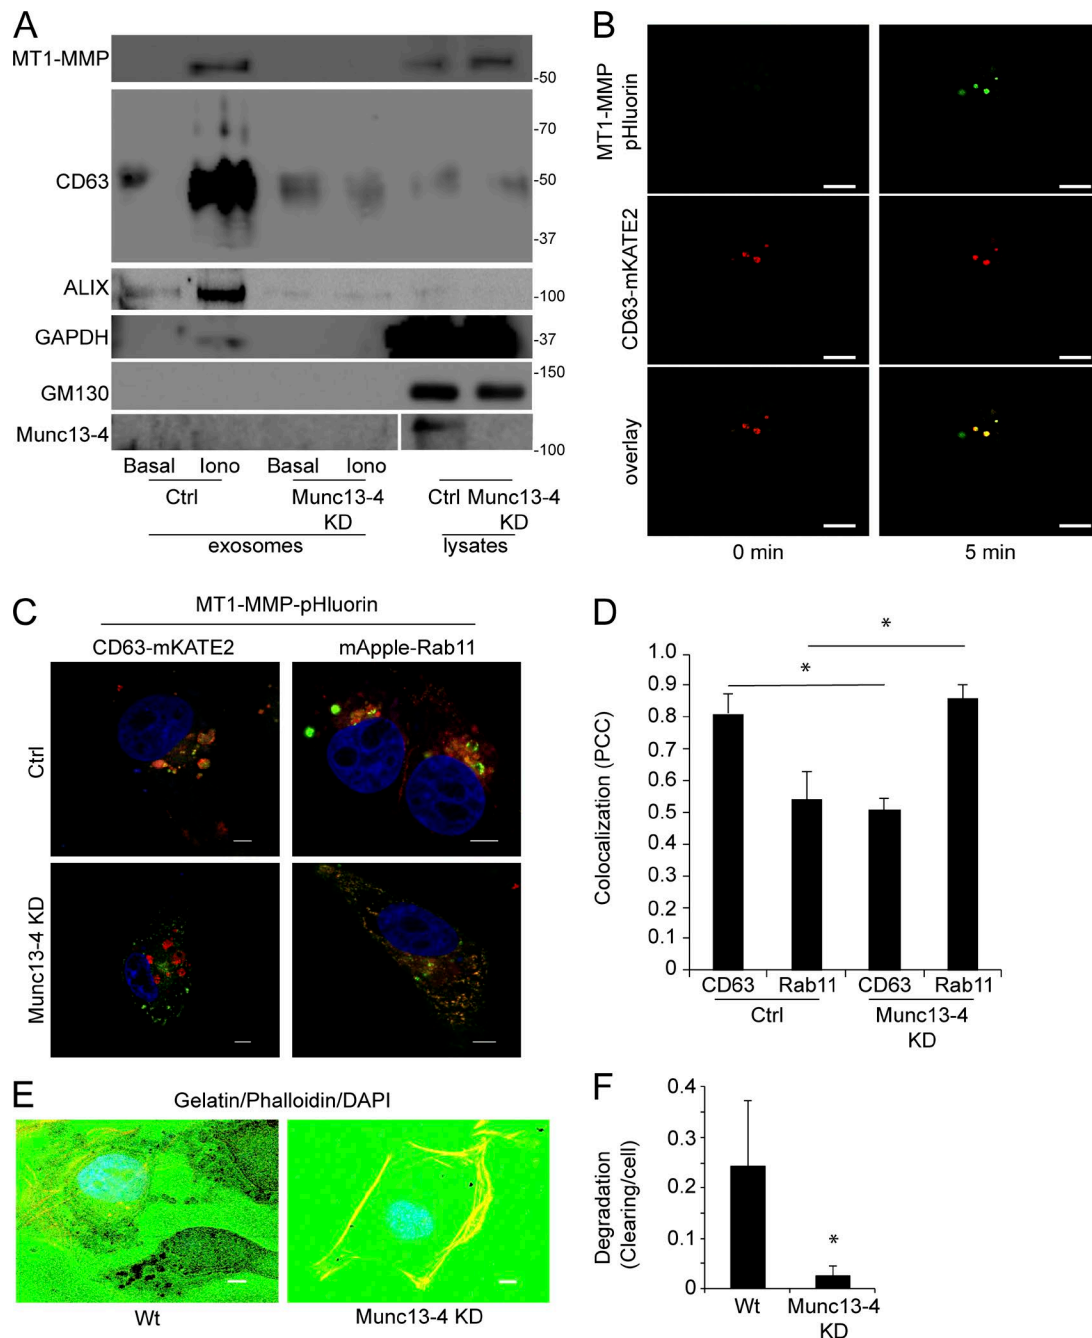 A
MT1-MMP
-50
CD63
-70
-50
-37
ALIX
-100
GAPDH
-37
GM130
-150
Munc13-4
-100
Basal Iono Basal Iono
Ctrl Munc13-4 KD Ctrl Munc13-4 KD
exosomes lysates
B
MT1-MMP
pHluorin
CD63-mKATE2
overlay
0 min 5 min
C
MT1-MMP-pHluorin
CD63-mKATE2 mApple-Rab11
Ctrl
Munc13-4 KD
D
Colocalization (PCC)
1.0
0.9
0.8
0.7
0.6
0.5
0.4
0.3
0.2
0.1
0
*
*
CD63 Rab11 CD63 Rab11
Ctrl Munc13-4
KD
E
Gelatin/Phalloidin/DAPI
Wt Munc13-4 KD
F
Degradation
(Clearing/cell)
0.4
0.3
0.2
0.1
0
*
Wt Munc13-4
KD